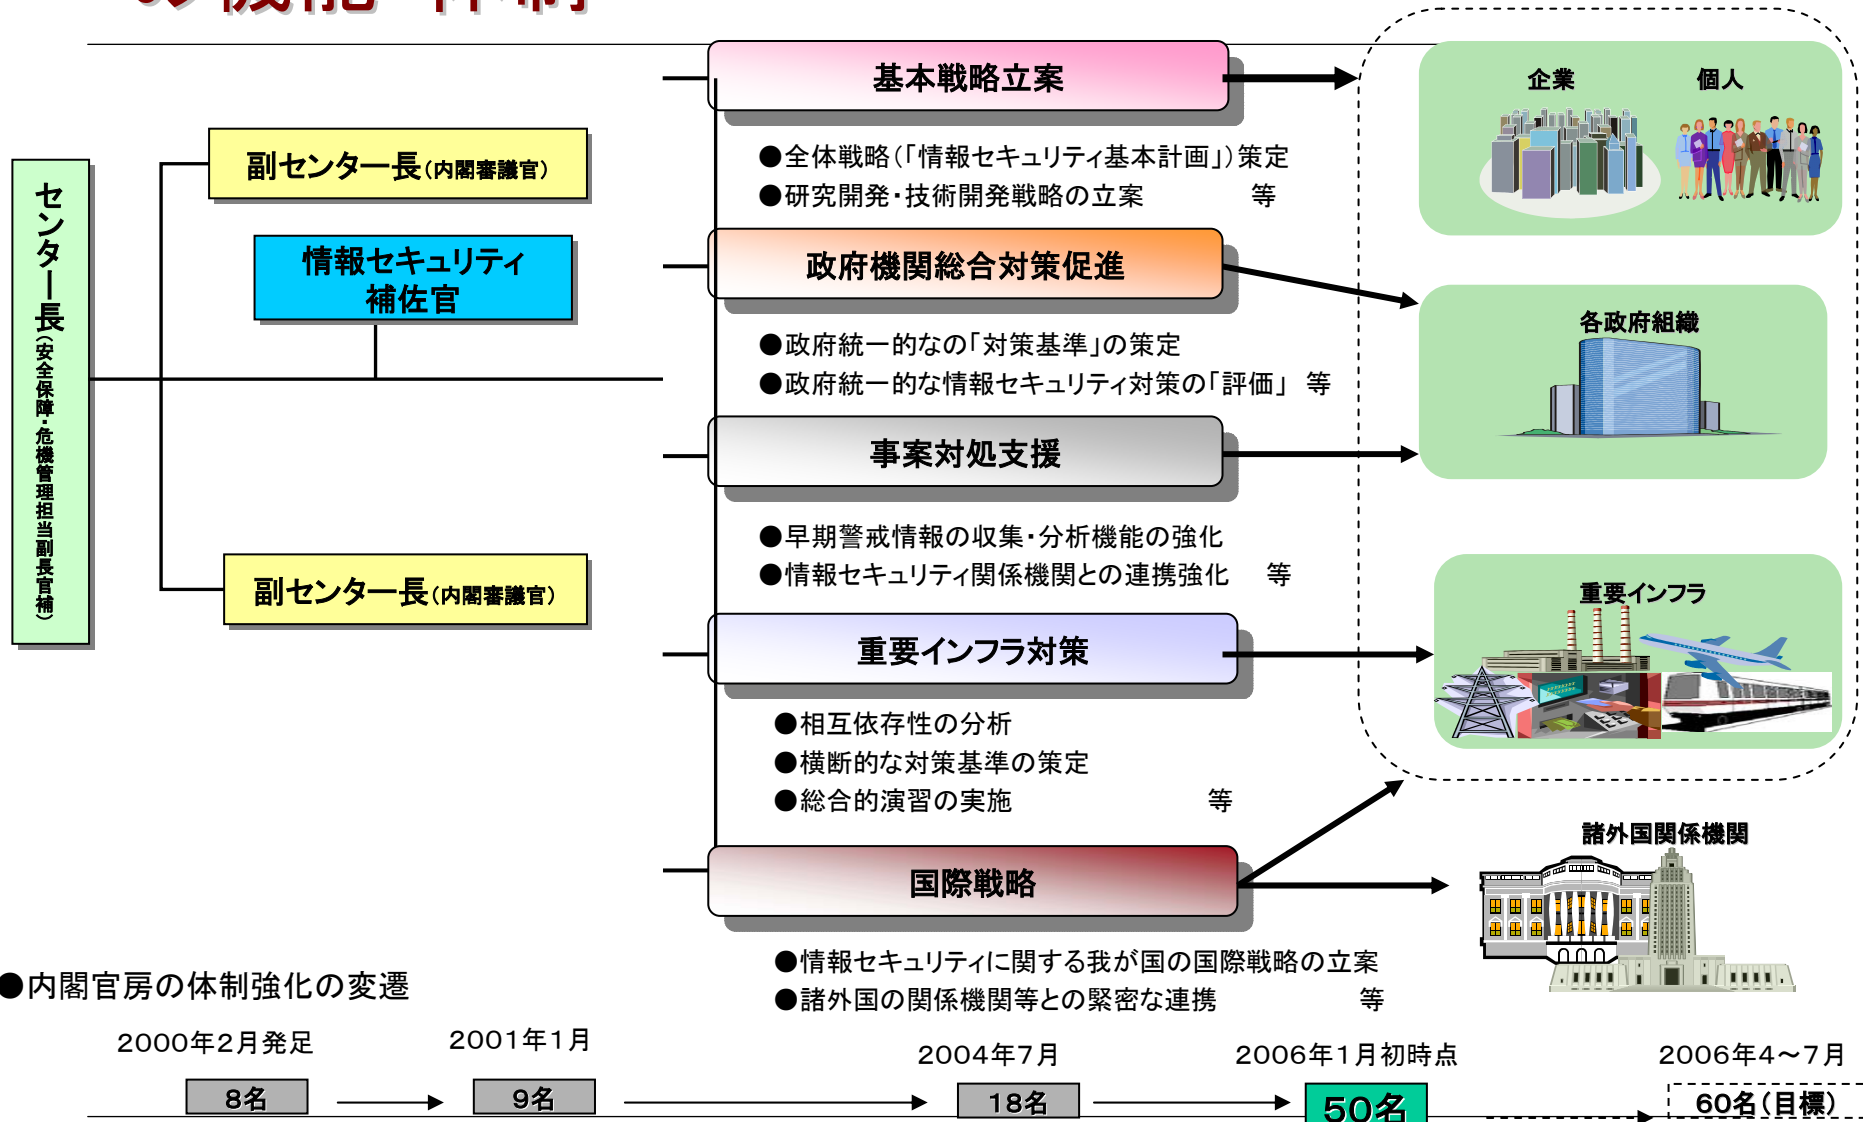 の機能・体制
センター長(安全保障・危機管理担当副長官補)
副センター長(内閣審議官)
情報セキュリティ
補佐官
副センター長(内閣審議官)
基本戦略立案
●全体戦略(「情報セキュリティ基本計画」)策定
●研究開発・技術開発戦略の立案 等
政府機関総合対策促進
●政府統一的なの「対策基準」の策定
●政府統一的な情報セキュリティ対策の「評価」 等
事案対処支援
●早期警戒情報の収集・分析機能の強化
●情報セキュリティ関係機関との連携強化 等
重要インフラ対策
●相互依存性の分析
●横断的な対策基準の策定
●総合的演習の実施 等
国際戦略
●情報セキュリティに関する我が国の国際戦略の立案
●諸外国の関係機関等との緊密な連携 等
企業 個人
各政府組織
重要インフラ
諸外国関係機関
●内閣官房の体制強化の変遷
2000年2月発足
8名
2001年1月
9名
2004年7月
18名
2006年1月初時点
50名
2006年4~7月
60名(目標)